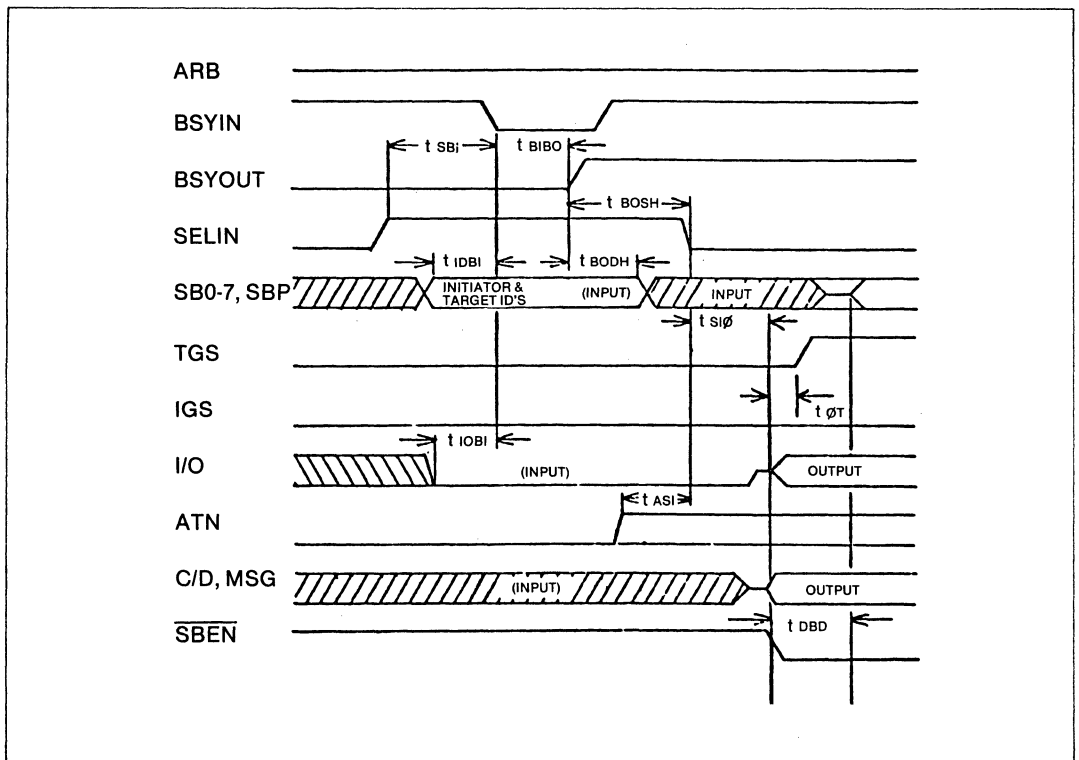 ARB
BSYIN
t SBi
t BIBO
BSYOUT
t BOSH
SELIN
t IDBI
t BODH
SB0-7, SBP
INITIATOR &
TARGET ID'S
(INPUT)
INPUT
t SIØ
TGS
IGS
t ØT
t IOBI
I/O
(INPUT)
OUTPUT
t ASI
ATN
C/D, MSG
(INPUT)
OUTPUT
t DBD
SBEN